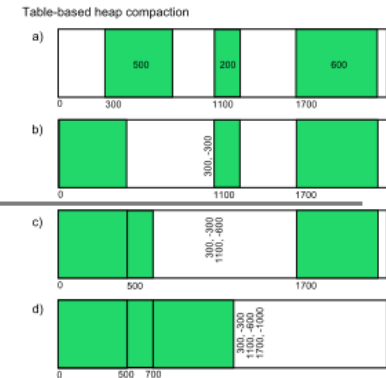 Table-based heap compaction
a)
500 200 600
0 300 1100 1700
b)
300, -300
0 1100 1700
c)
300, -300
1100, -600
500 1700
d)
300, -300
1100, -600
1700, -1000
0 500 700